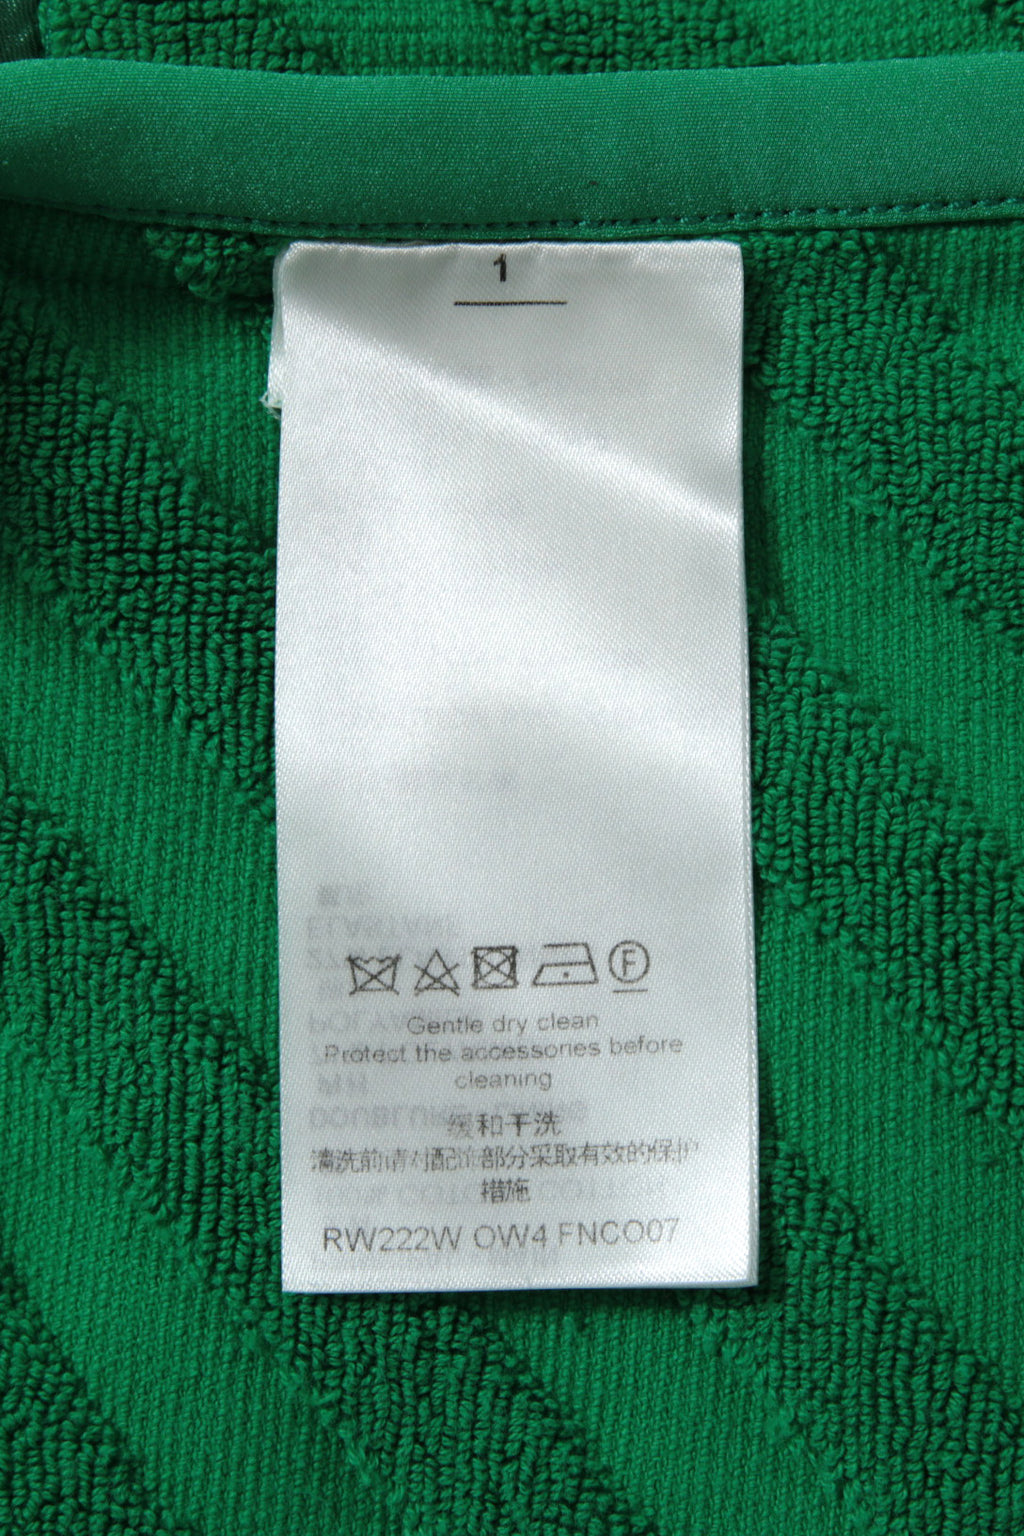 1
F
Gentle dry clean
Protect the accessories before
cleaning
缓和干洗
清洗前请对配饰部分采取有效的保护
措施
RW222W OW4 FNCO07